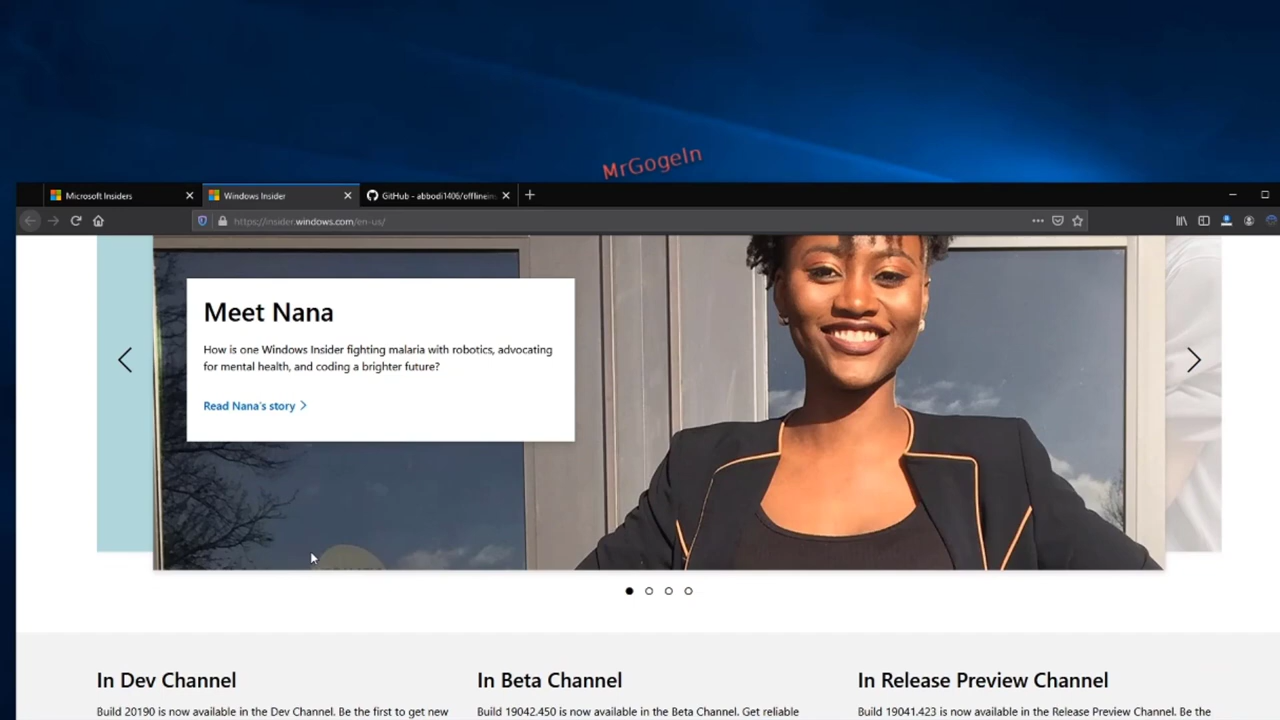 MrGogeIn
Microsoft Insiders
Windows Insider
GitHub - abbodi1406/offlineins
https://insider.windows.com/en-us/
Meet Nana
How is one Windows Insider fighting malaria with robotics, advocating
for mental health, and coding a brighter future?
Read Nana's story
In Dev Channel
In Beta Channel
In Release Preview Channel
Build 20190 is now available in the Dev Channel. Be the first to get new
Build 19042.450 is now available in the Beta Channel. Get reliable
Build 19041.423 is now available in the Release Preview Channel. Be the